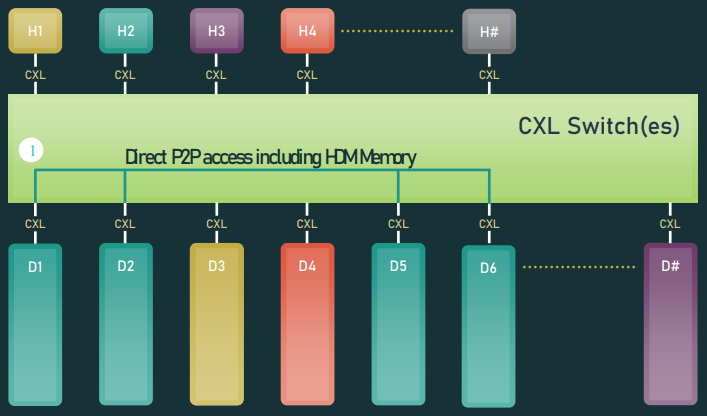 H1 H2 H3 H4 H#
CXL CXL CXL CXL CXL
CXL Switch(es)
1
Direct P2P access including HDM Memory
CXL CXL CXL CXL CXL CXL CXL
D1 D2 D3 D4 D5 D6 D#